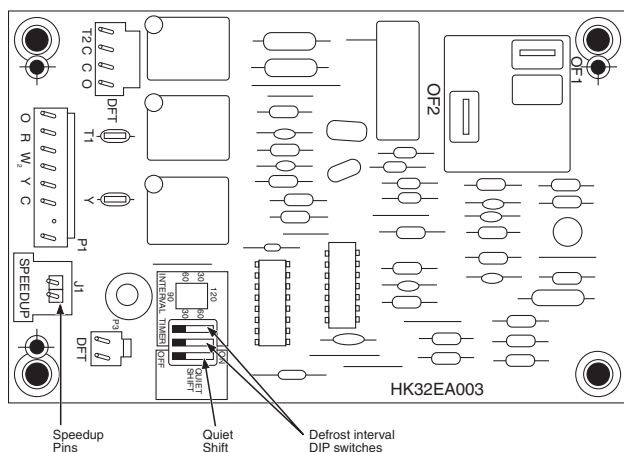 T2 C C O
DFT
O R W₂ Y C
T1
Y
P1
OF2
OF1
SPEEDUP
J1
P3
DFT
INTERVAL TIMER
60
30
90
120
30
60
OFF
ON
QUIET
SHIFT
HK32EA003
Speedup
Pins
Quiet
Shift
Defrost interval
DIP switches